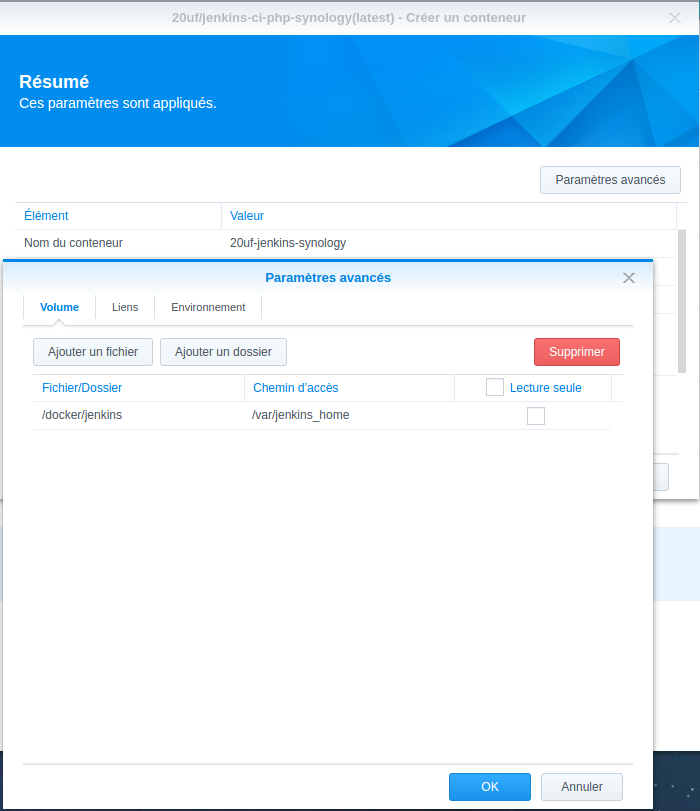 20uf/jenkins-ci-php-synology(latest) - Créer un conteneur
Résumé
Ces paramètres sont appliqués.
Paramètres avancés
Élément Valeur
Nom du conteneur 20uf-jenkins-synology
Paramètres avancés
Volume Liens Environnement
Ajouter un fichier Ajouter un dossier Supprimer
Fichier/Dossier Chemin d'accès Lecture seule
/docker/jenkins /var/jenkins_home
OK Annuler